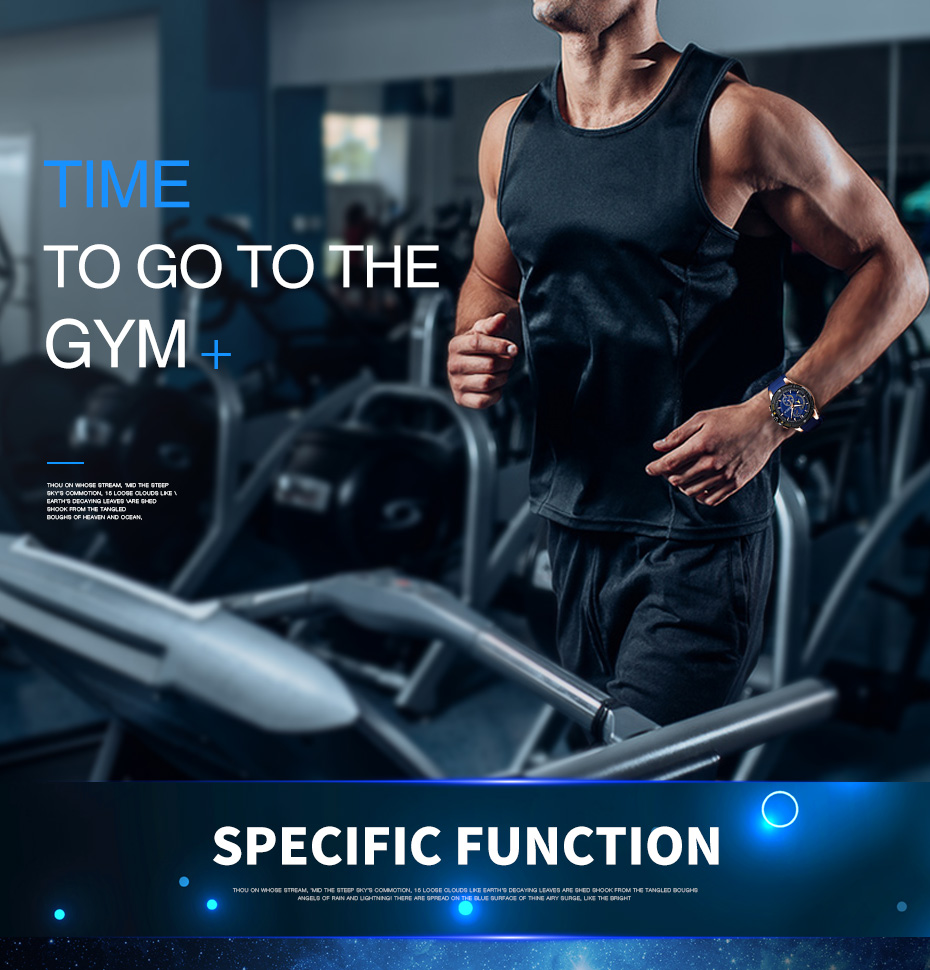 TIME
TO GO TO THE
GYM +
THOU ON WHOSE STREAM, 'MID THE STEEP
SKY'S COMMOTION, 15 LOOSE CLOUDS LIKE \
EARTH'S DECAYING LEAVES \ARE SHED
SHOOK FROM THE TANGLED
BOUGHS OF HEAVEN AND OCEAN,
SPECIFIC FUNCTION
THOU ON WHOSE STREAM, 'MID THE STEEP SKY'S COMMOTION, 15 LOOSE CLOUDS LIKE EARTH'S DECAYING LEAVES ARE SHED SHOOK FROM THE TANGLED BOUGHS
ANGELS OF RAIN AND LIGHTNING! THERE ARE SPREAD ON THE BLUE SURFACE OF THINE AIRY SURGE, LIKE THE BRIGHT